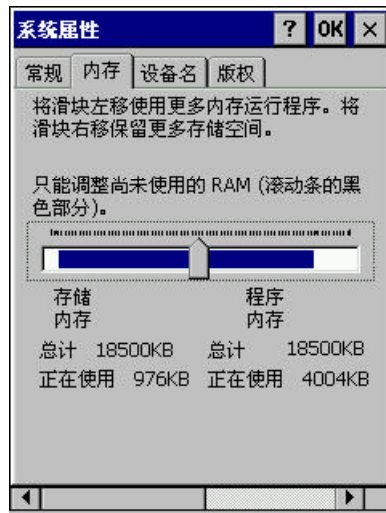 系统属性 ? OK ×
常规 内存 设备名 版权
将滑块左移使用更多内存运行程序。将
滑块右移保留更多存储空间。
只能调整尚未使用的 RAM (滚动条的黑
色部分)。
存储 程序
内存 内存
总计 18500KB 总计 18500KB
正在使用 976KB 正在使用 4004KB